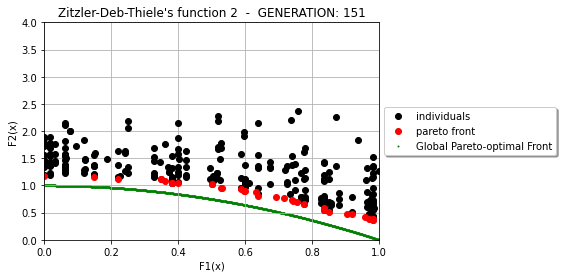 Zitzler-Deb-Thiele's function 2 - GENERATION: 151
4.0
3.5
3.0
2.5
2.0
1.5
1.0
0.5
0.0
F2(x)
0.0 0.2 0.4 0.6 0.8 1.0
F1(x)
individuals
pareto front
Global Pareto-optimal Front